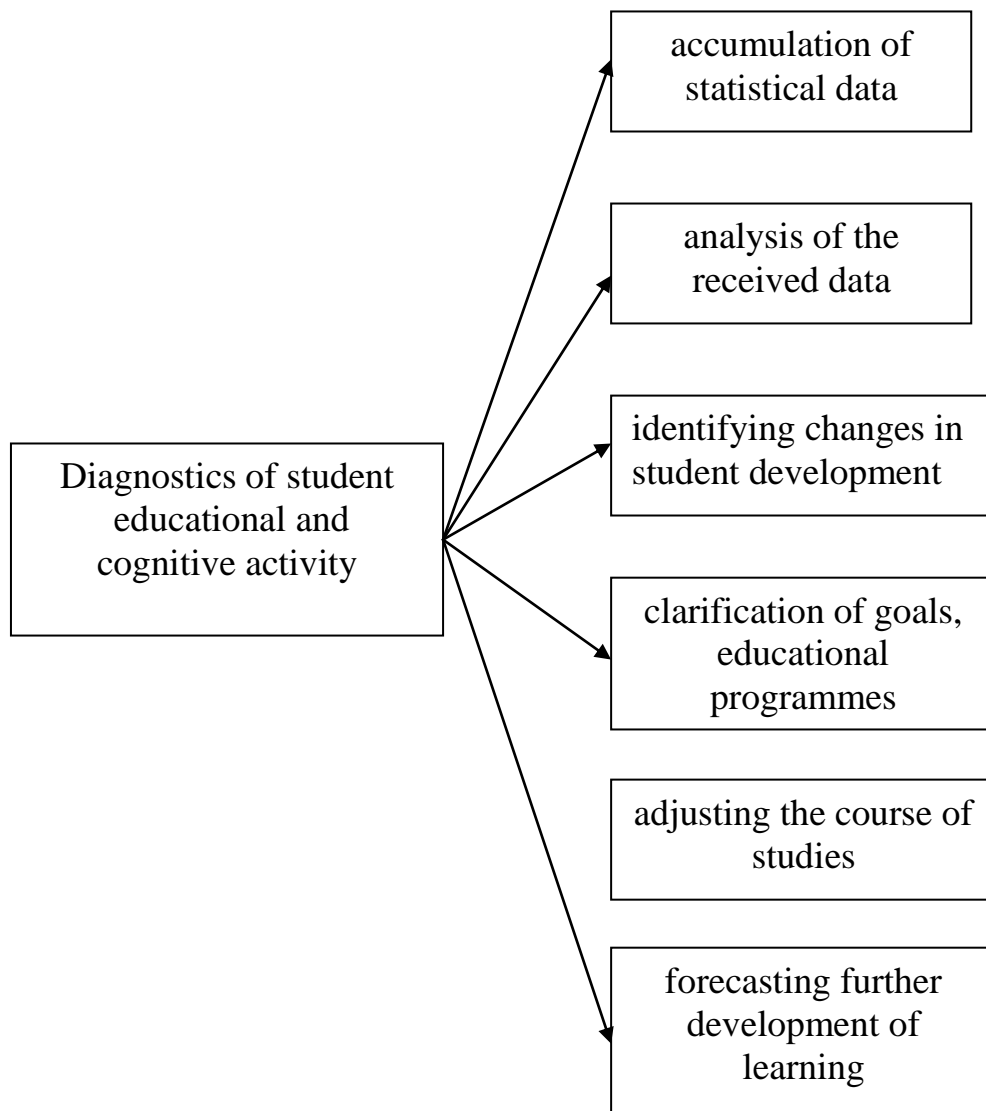 accumulation of
statistical data
analysis of the
received data
identifying changes in
student development
Diagnostics of student
educational and
cognitive activity
clarification of goals,
educational
programmes
adjusting the course of
studies
forecasting further
development of
learning